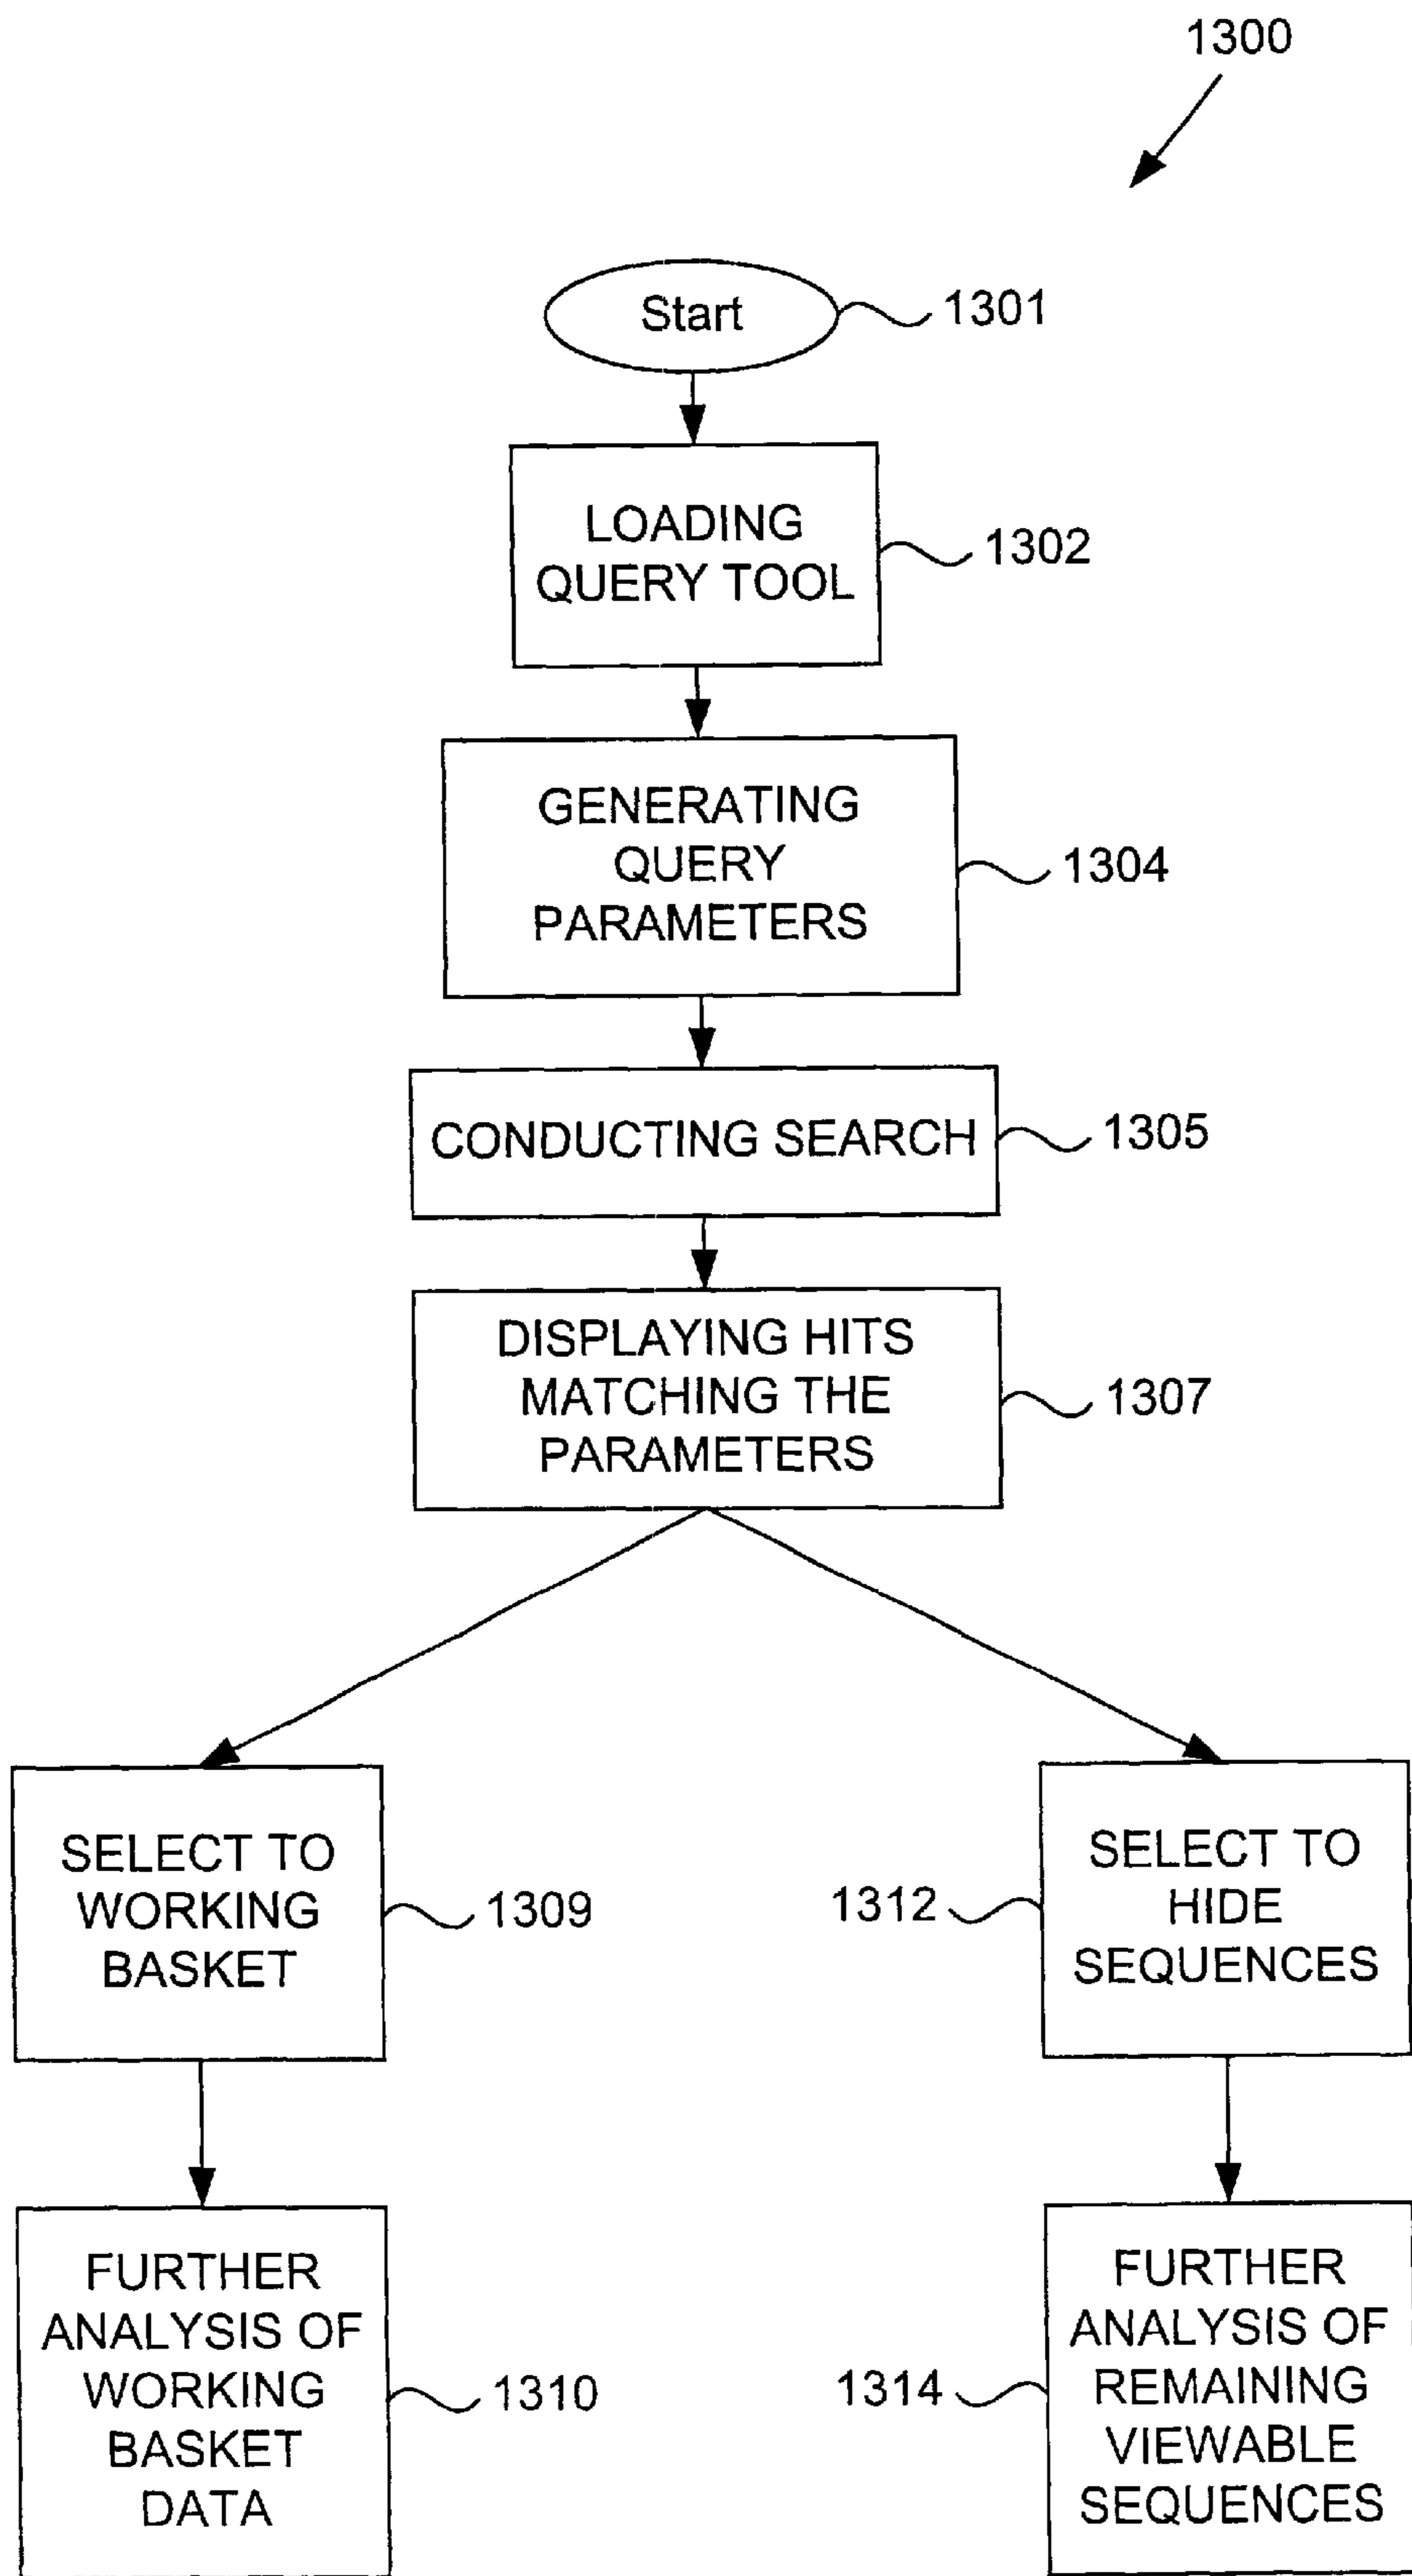 1300
Start
1301
LOADING
QUERY TOOL
1302
GENERATING
QUERY
PARAMETERS
1304
CONDUCTING SEARCH
1305
DISPLAYING HITS
MATCHING THE
PARAMETERS
1307
SELECT TO
WORKING
BASKET
1309
1312
SELECT TO
HIDE
SEQUENCES
FURTHER
ANALYSIS OF
WORKING
BASKET
DATA
1310
1314
FURTHER
ANALYSIS OF
REMAINING
VIEWABLE
SEQUENCES